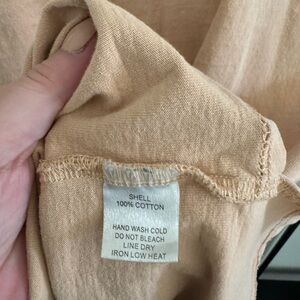 SHELL
100% COTTON
HAND WASH COLD
DO NOT BLEACH
LINE DRY
IRON LOW HEAT